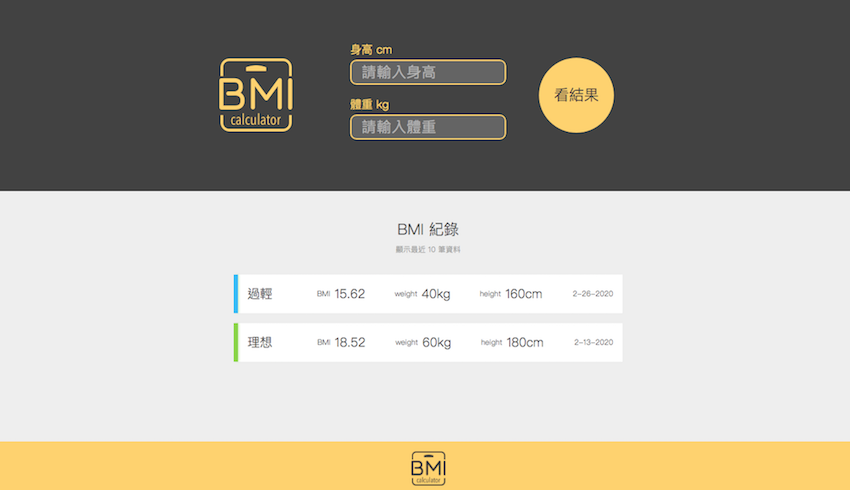 BMI
calculator
身高 cm
請輸入身高
體重 kg
請輸入體重
看結果
BMI 紀錄
顯示最近 10 筆資料
過輕 BMI 15.62 weight 40kg height 160cm 2-26-2020
理想 BMI 18.52 weight 60kg height 180cm 2-13-2020
BMI
calculator